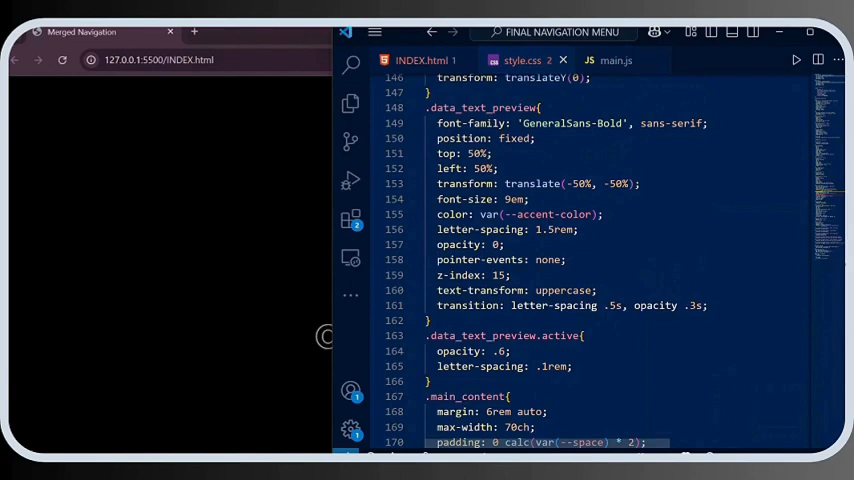 Merged Navigation
FINAL NAVIGATION MENU
127.0.0.1:5500/INDEX.html
INDEX.html 1
style.css 2
JS main.js
146 transform: translateY(0);
147 }
148 .data_text_preview{
149 font-family: 'GeneralSans-Bold', sans-serif;
150 position: fixed;
151 top: 50%;
152 left: 50%;
153 transform: translate(-50%, -50%);
154 font-size: 9em;
155 color: var(--accent-color);
156 letter-spacing: 1.5rem;
157 opacity: 0;
158 pointer-events: none;
159 z-index: 15;
160 text-transform: uppercase;
161 transition: letter-spacing .5s, opacity .3s;
162 }
163 .data_text_preview.active{
164 opacity: .6;
165 letter-spacing: .1rem;
166 }
167 .main_content{
168 margin: 6rem auto;
169 max-width: 70ch;
170 padding: 0 calc(var(--space) * 2);
2
1
1